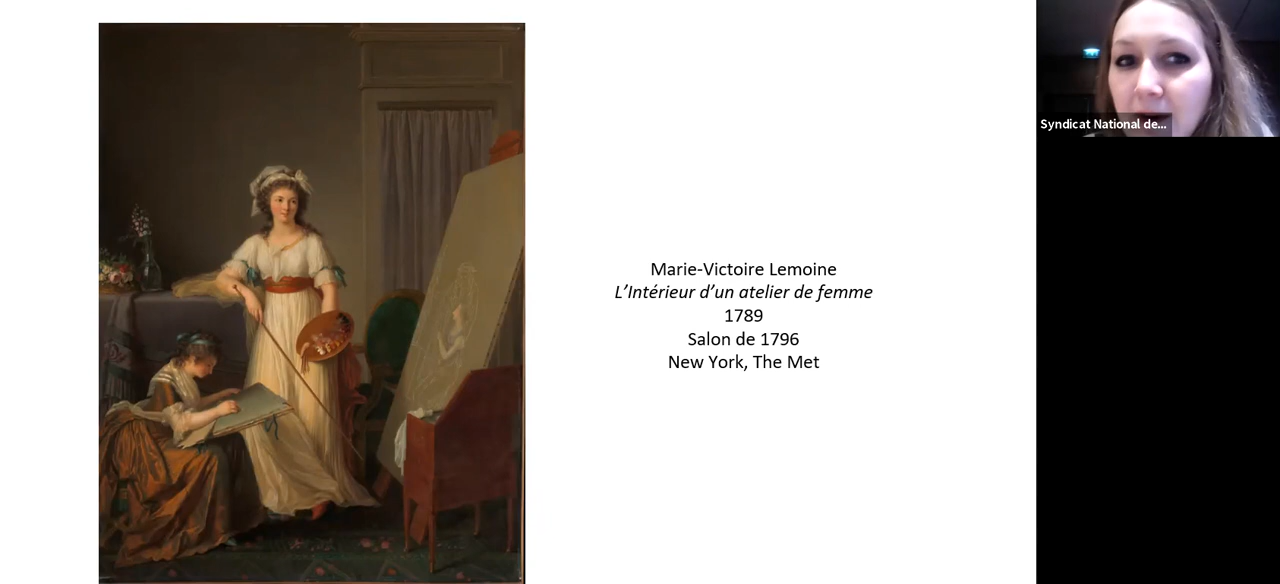 Marie-Victoire Lemoine
L’Intérieur d’un atelier de femme
1789
Salon de 1796
New York, The Met
Syndicat National de...